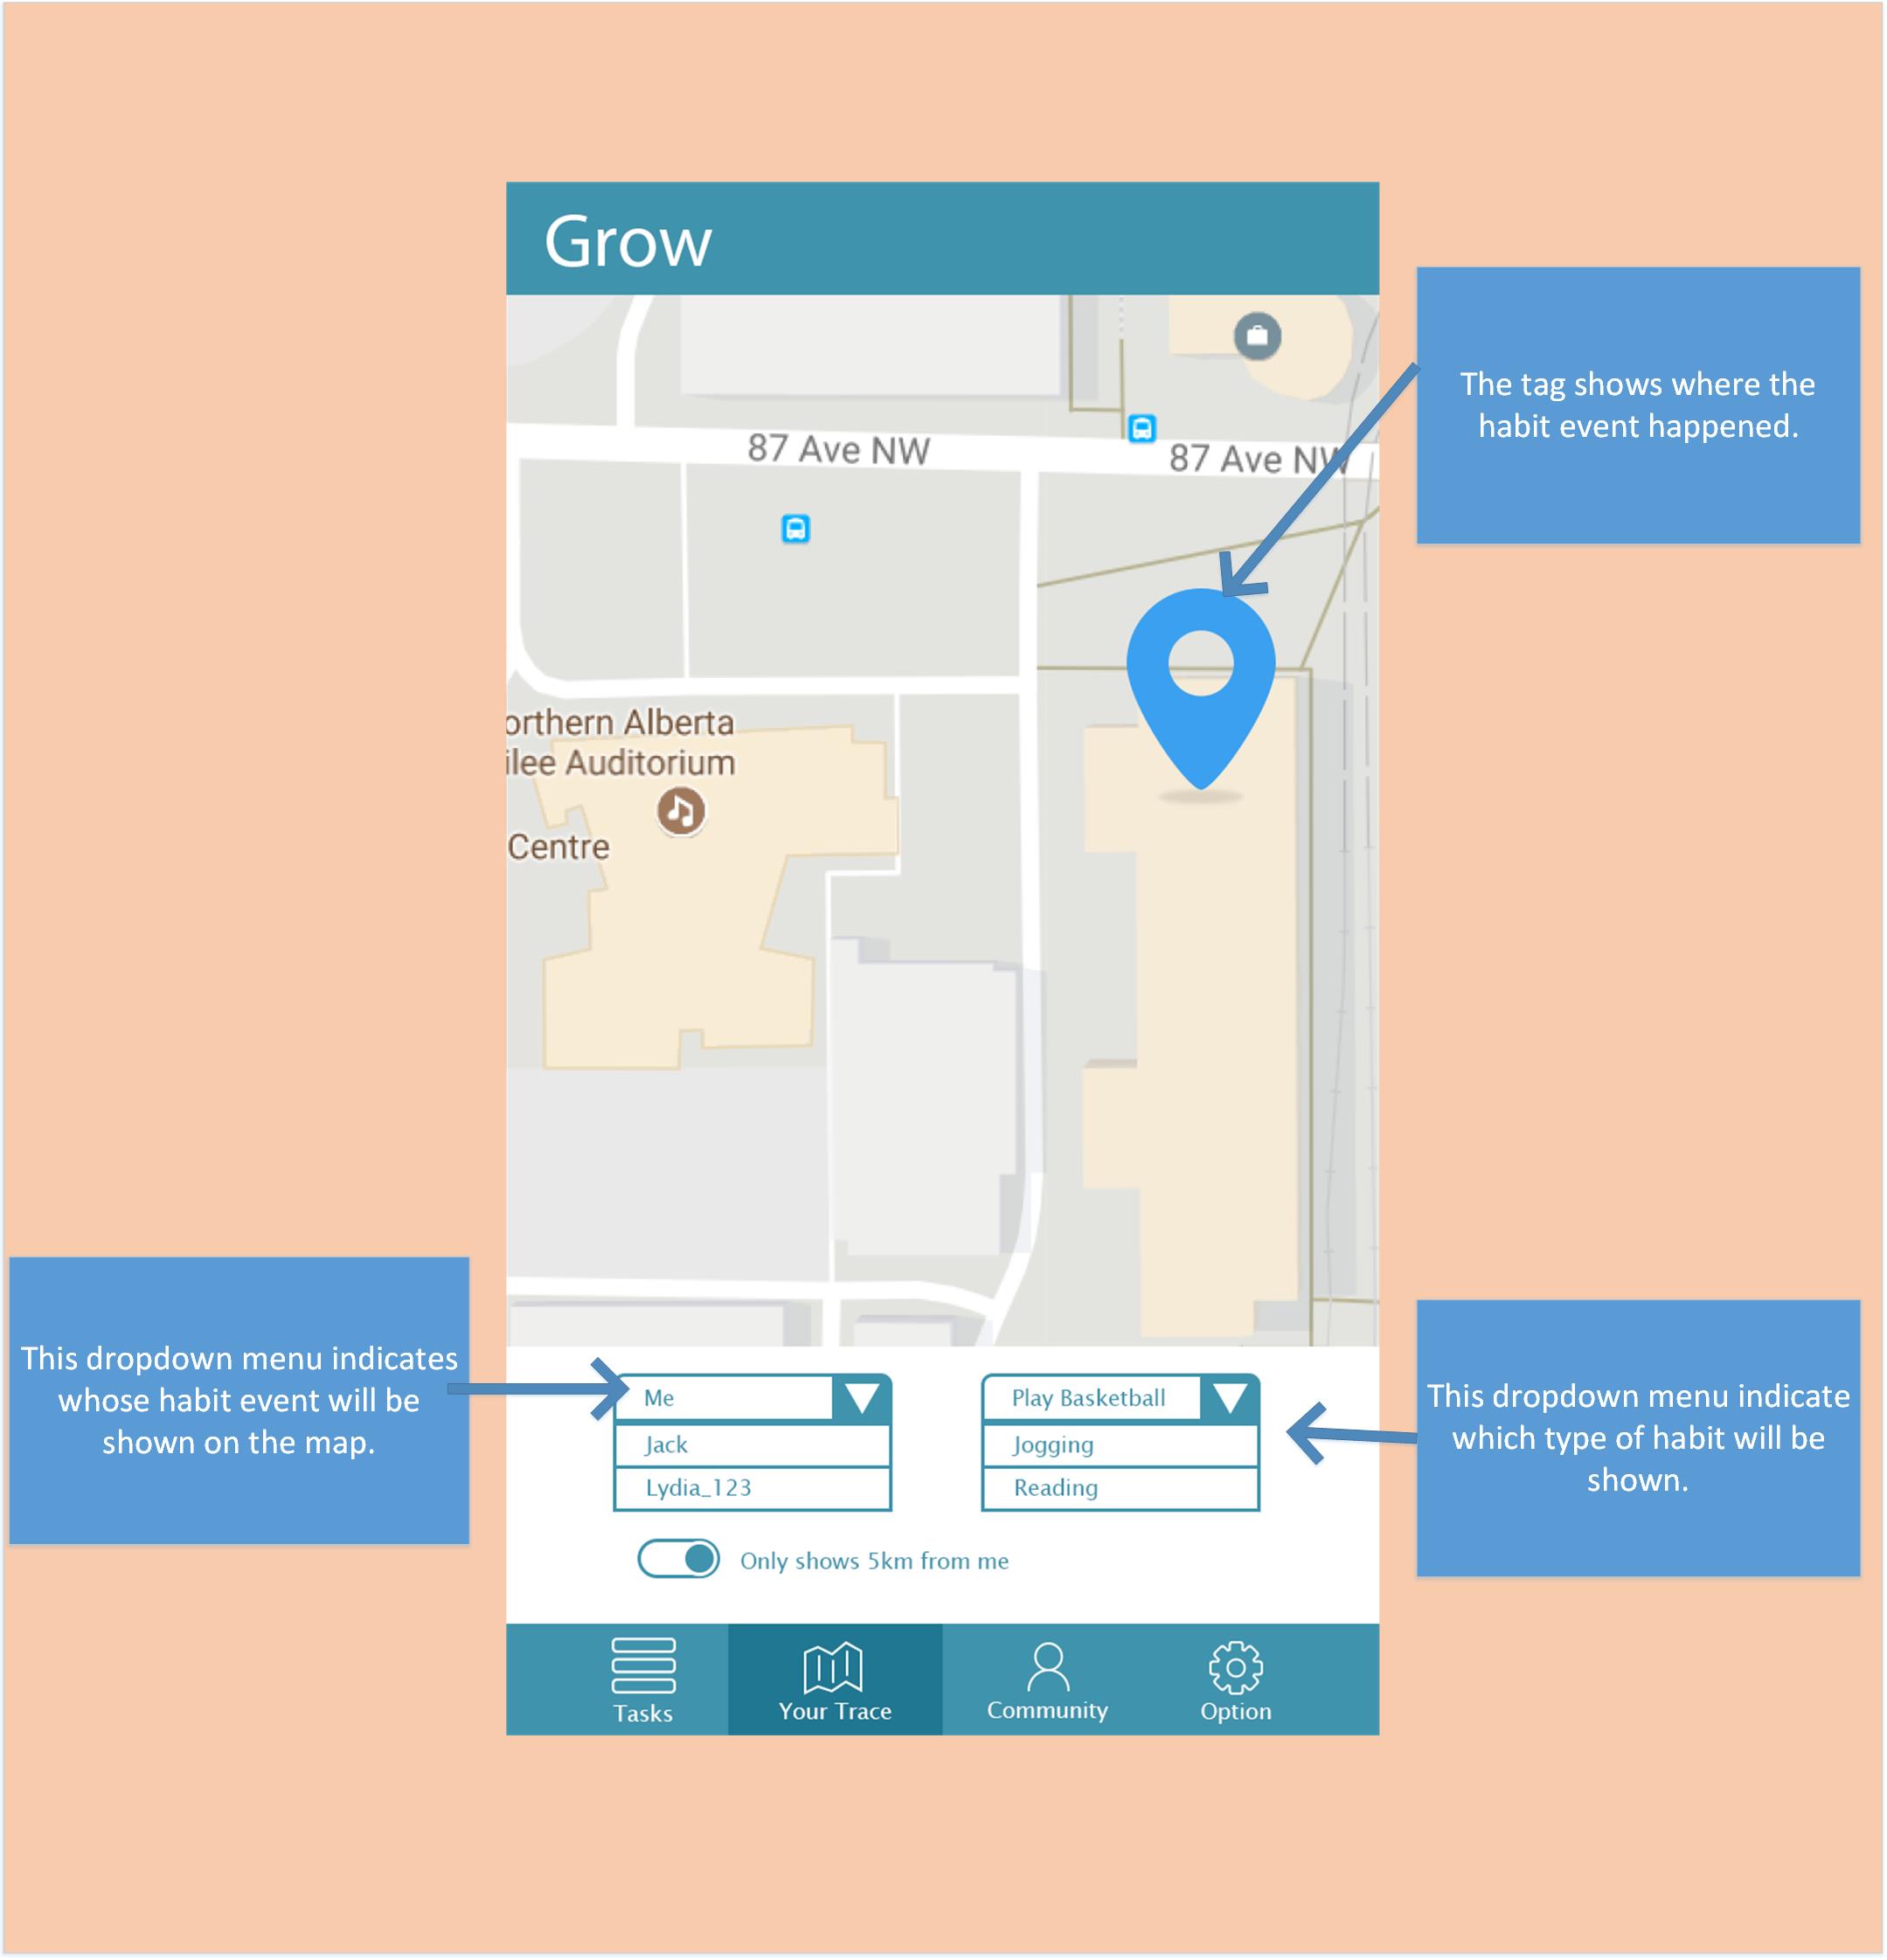 Grow
87 Ave NW
87 Ave NW
The tag shows where the
habit event happened.
orthern Alberta
ilee Auditorium
Centre
This dropdown menu indicates
whose habit event will be
shown on the map.
Me
Jack
Lydia_123
Play Basketball
Jogging
Reading
This dropdown menu indicate
which type of habit will be
shown.
Only shows 5km from me
Tasks
Your Trace
Community
Option